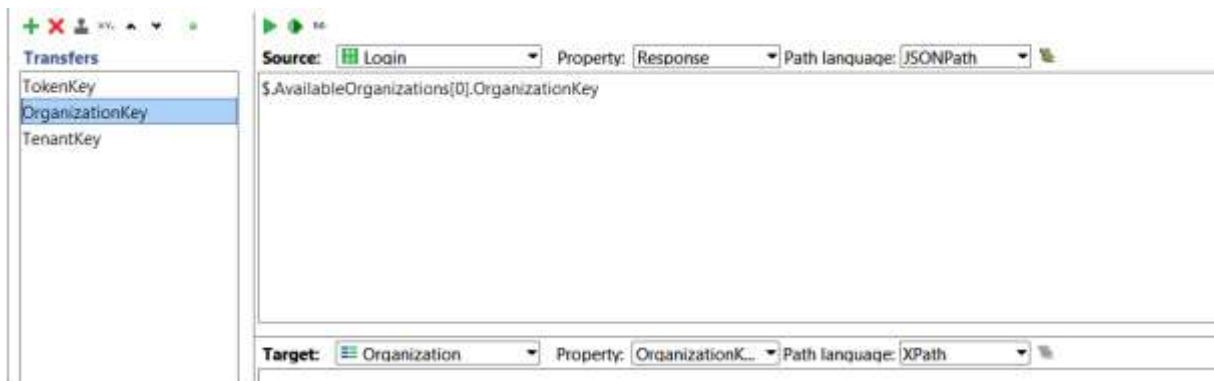 Transfers
Source: Login Property: Response Path language: JSONPath
TokenKey
OrganizationKey
TenantKey
$.AvailableOrganizations[0].OrganizationKey
Target: Organization Property: OrganizationK... Path language: XPath